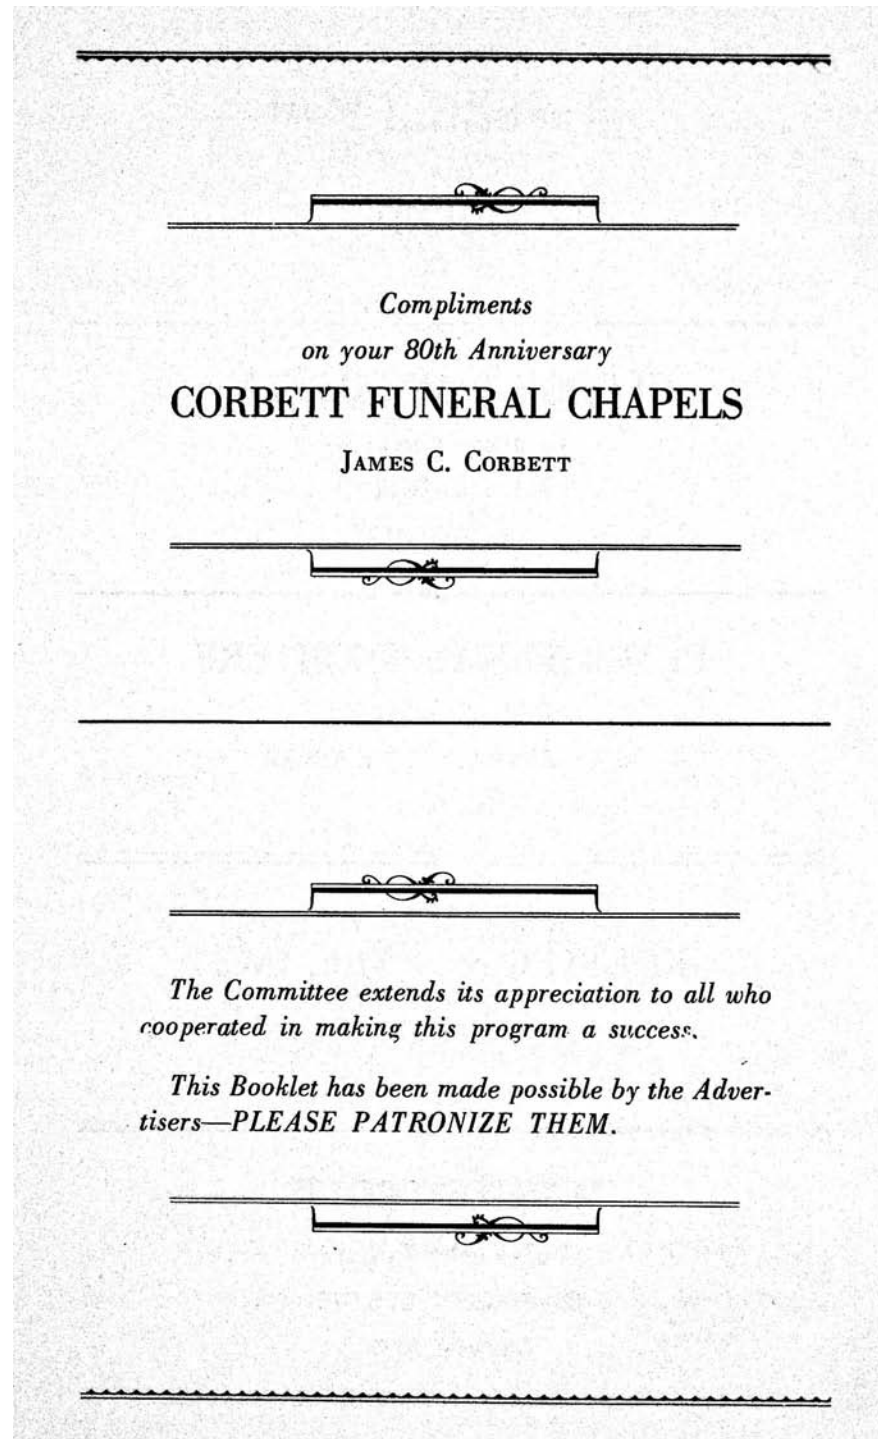 Compliments
on your 80th Anniversary
CORBETT FUNERAL CHAPELS
JAMES C. CORBETT
The Committee extends its appreciation to all who
cooperated in making this program a success.
This Booklet has been made possible by the Adver-
tisers—PLEASE PATRONIZE THEM.